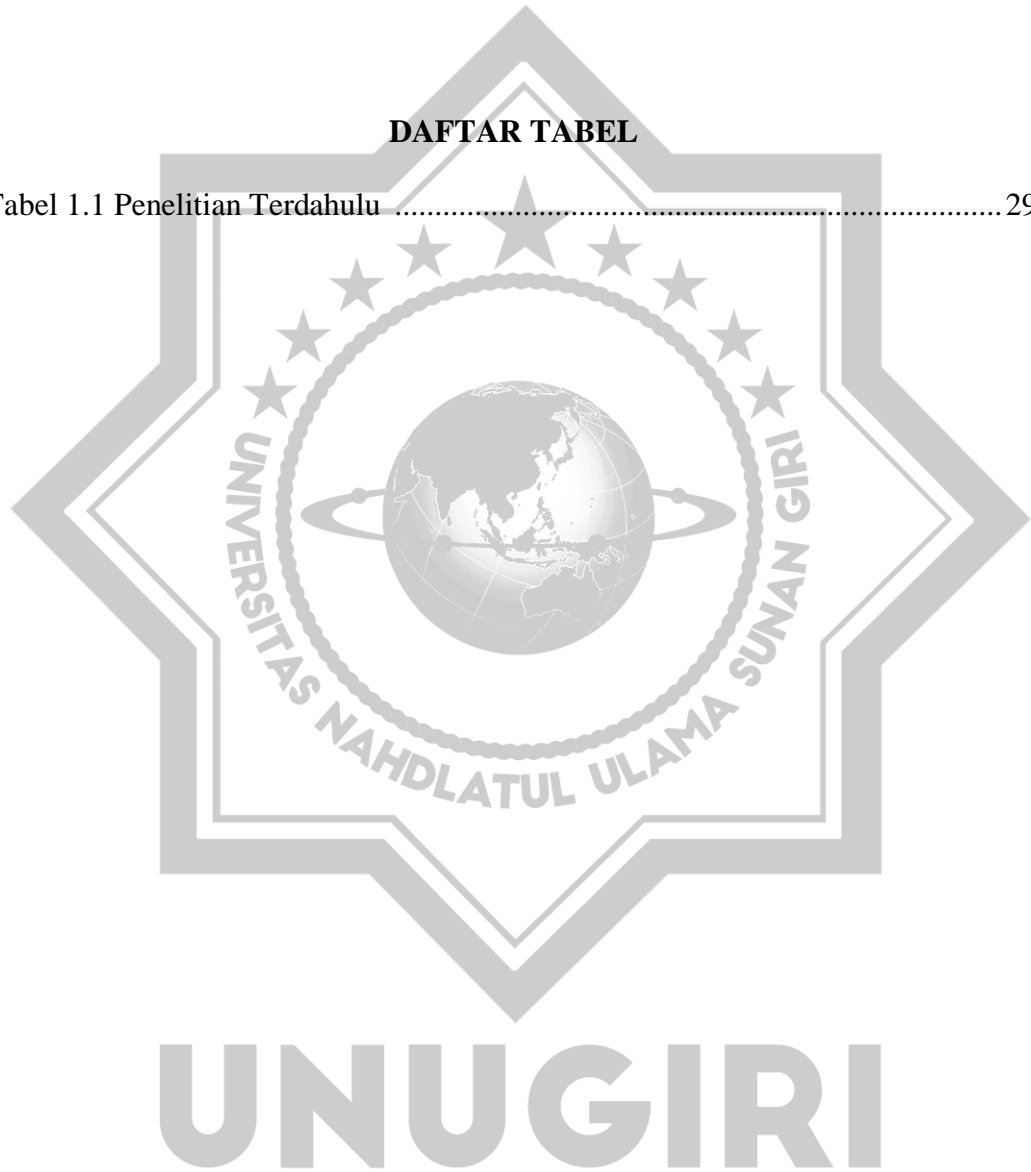 DAFTAR TABEL
Tabel 1.1 Penelitian Terdahulu ............................................................................. 29
UNIVERSITAS NAHDLATUL ULAMA SUNAN GIRI
UNUGIRI